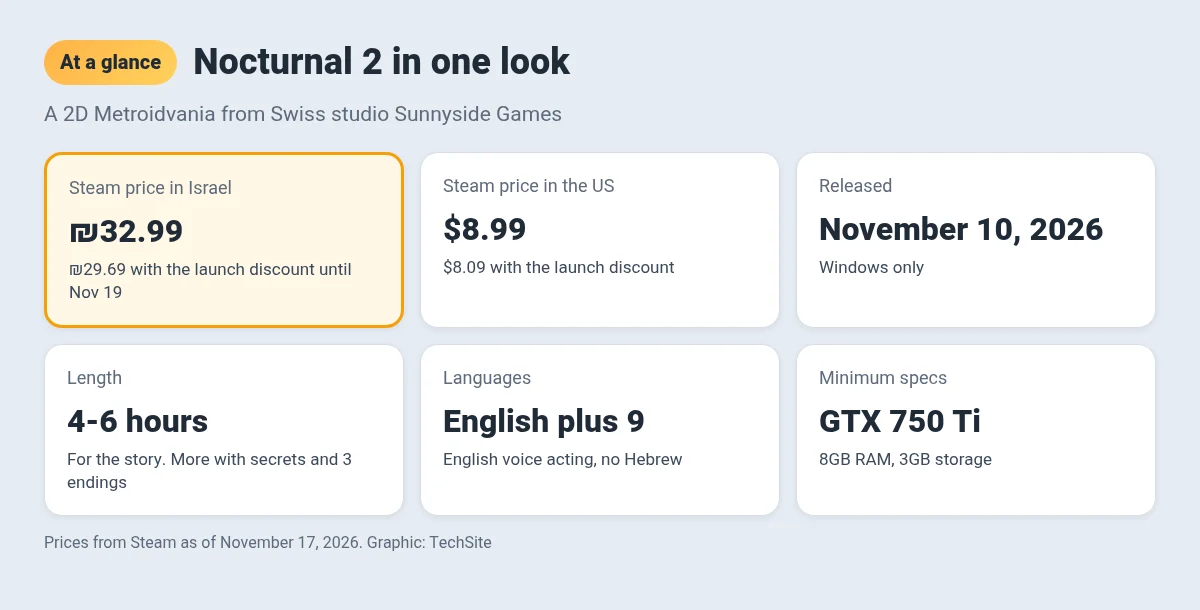 At a glance
Nocturnal 2 in one look
A 2D Metroidvania from Swiss studio Sunnyside Games
Steam price in Israel
₪32.99
₪29.69 with the launch discount until
Nov 19
Steam price in the US
$8.99
$8.09 with the launch discount
Released
November 10, 2026
Windows only
Length
4-6 hours
For the story. More with secrets and 3
endings
Languages
English plus 9
English voice acting, no Hebrew
Minimum specs
GTX 750 Ti
8GB RAM, 3GB storage
Prices from Steam as of November 17, 2026. Graphic: TechSite